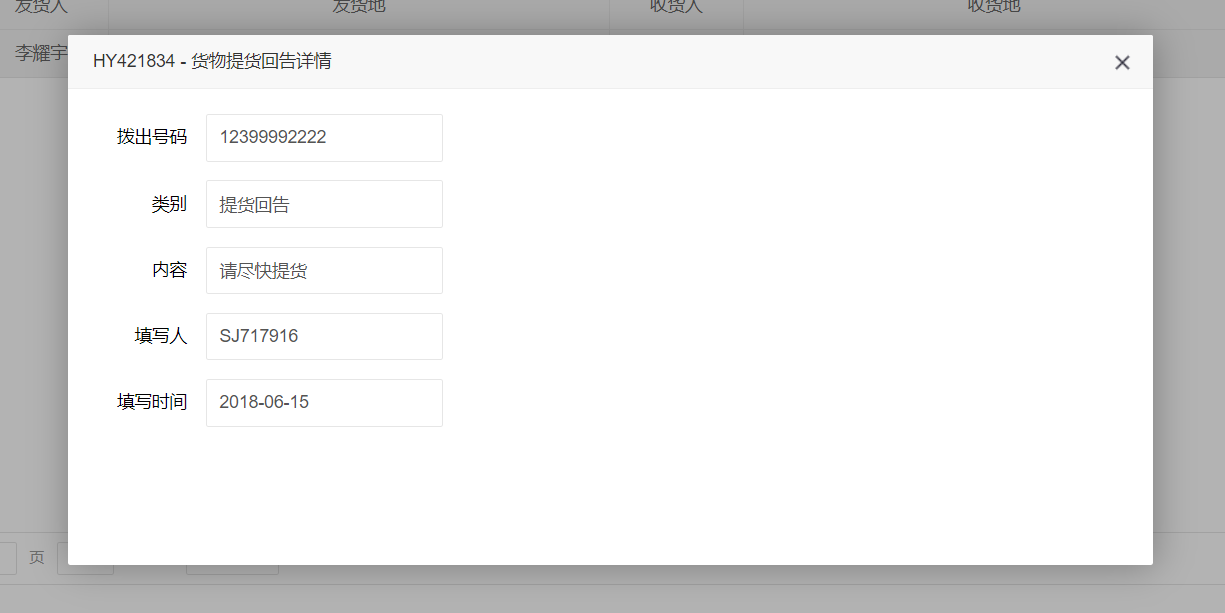 发货人 发货地 收货人 收货地
李耀宇
HY421834 - 货物提货回告详情
拨出号码 12399992222
类别 提货回告
内容 请尽快提货
填写人 SJ717916
填写时间 2018-06-15
页